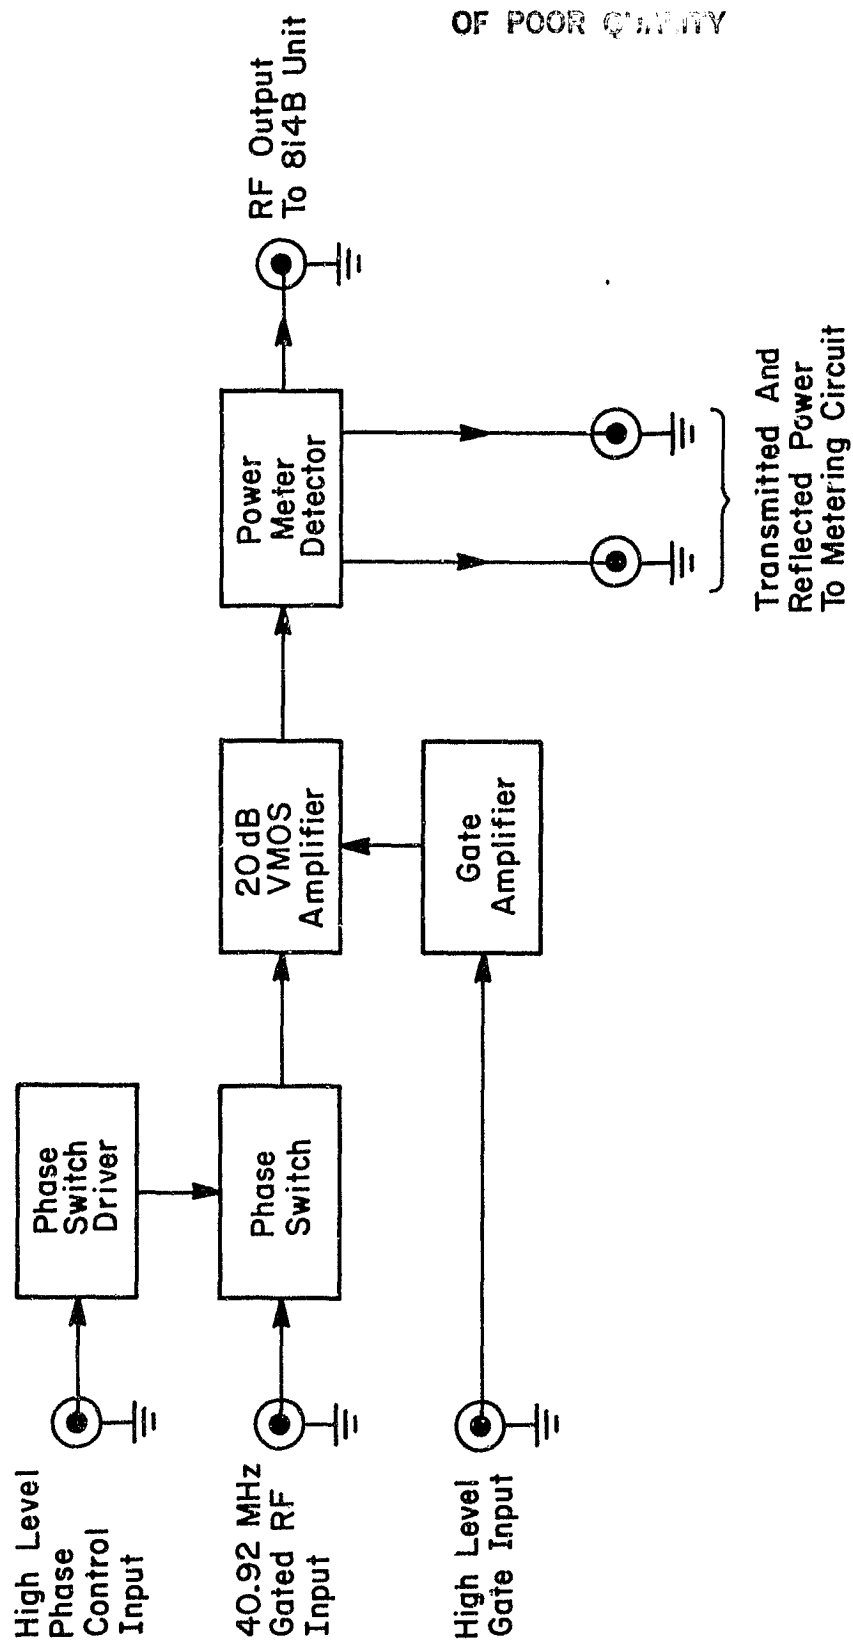 OF POOR
High Level
Phase
Control
Input
Phase
Switch
Driver
40.92 MHz
Gated RF
Input
Phase
Switch
20 dB
VMOS
Amplifier
Power
Meter
Detector
RF Output
To 814B Unit
High Level
Gate Input
Gate
Amplifier
Transmitted And
Reflected Power
To Metering Circuit